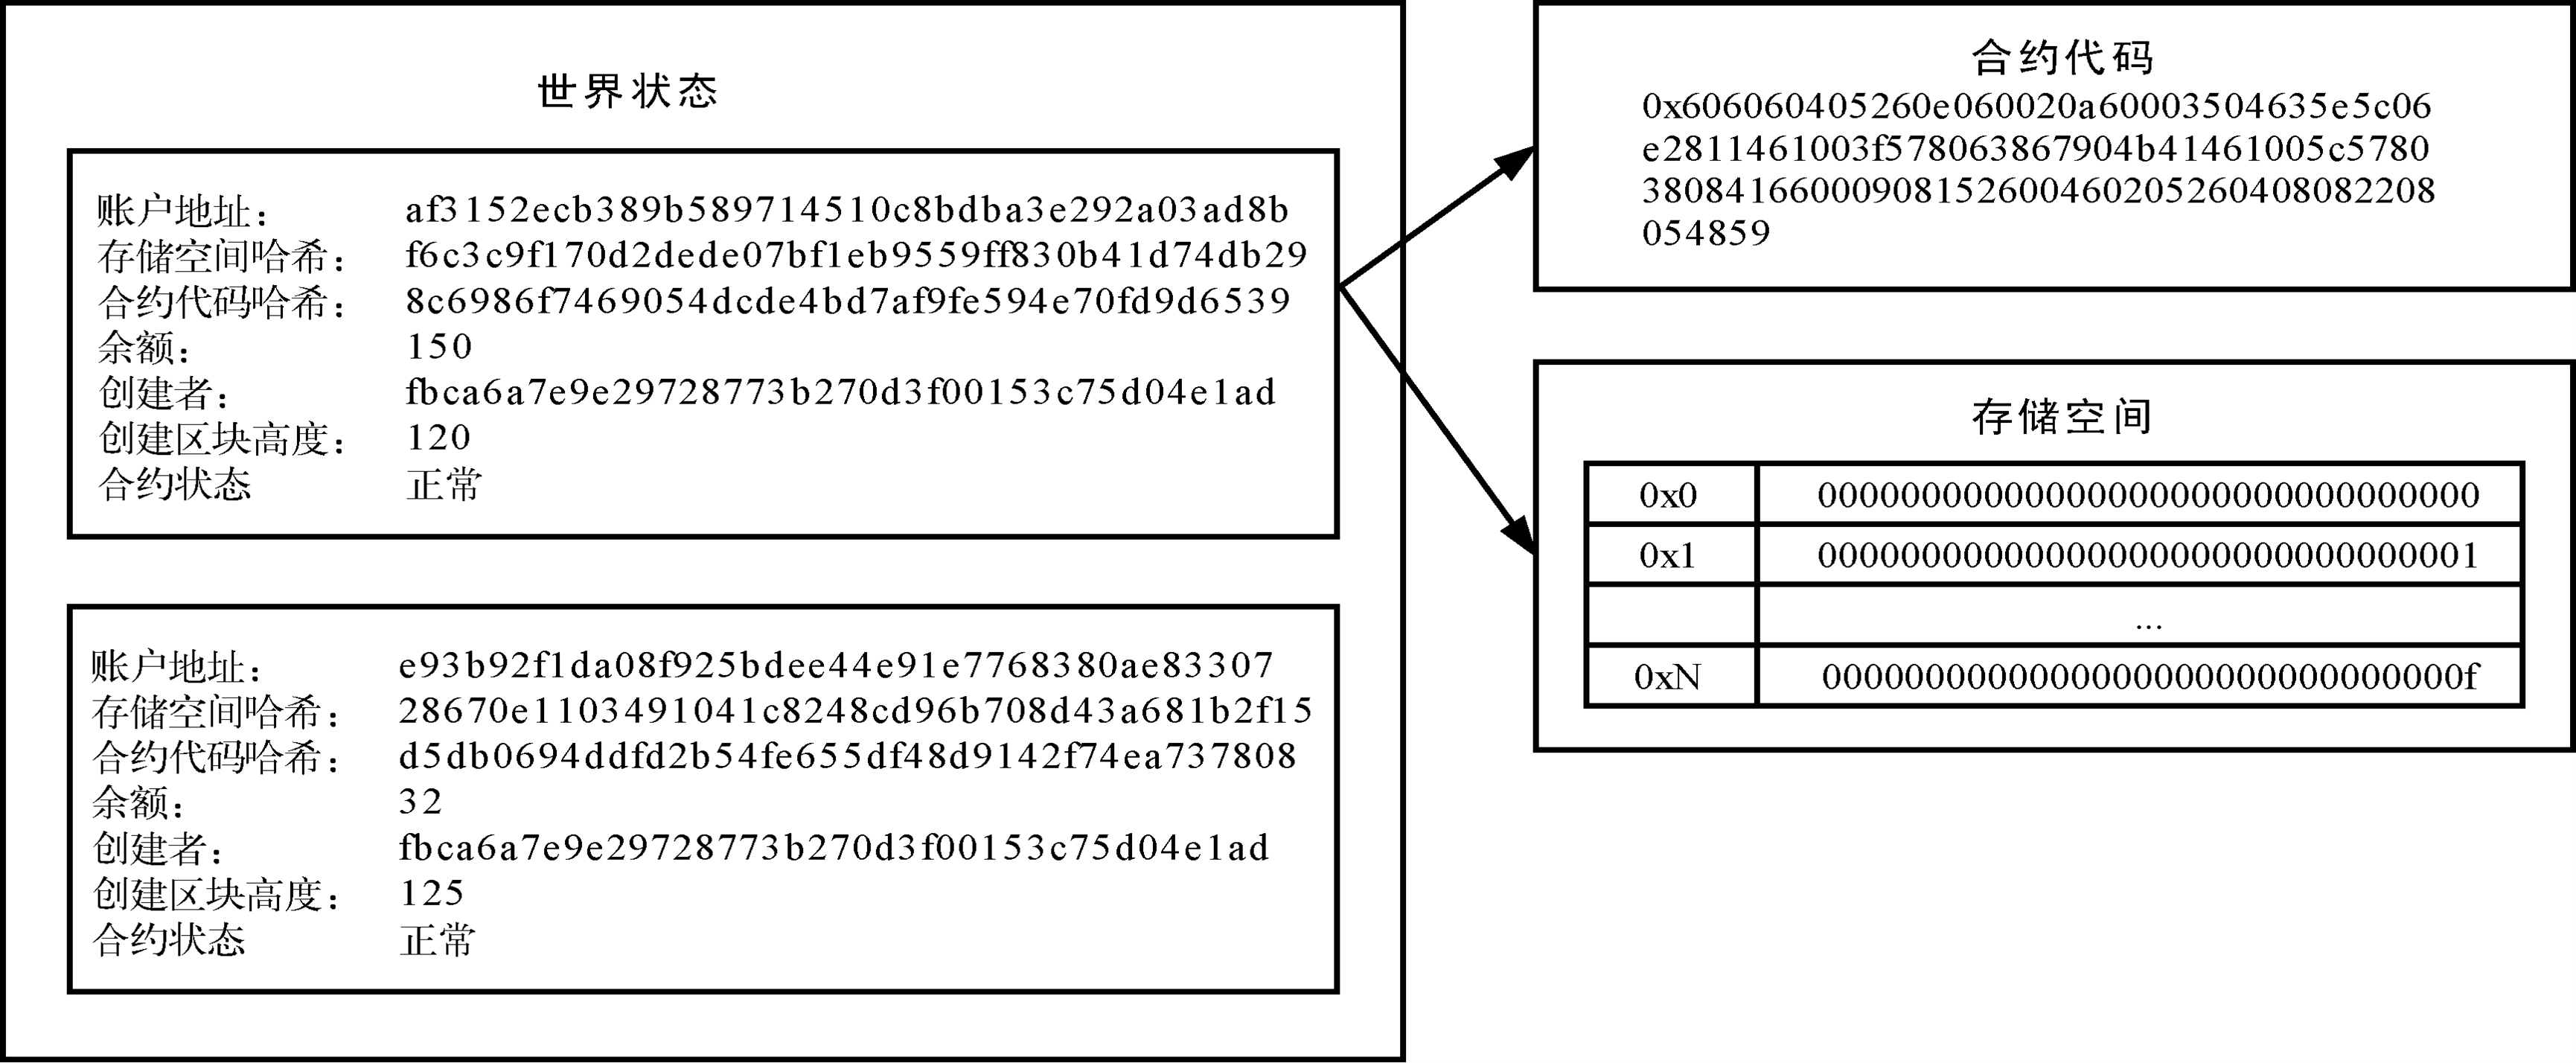 世界状态
账户地址： af3152ecb389b589714510c8bdba3e292a03ad8b
存储空间哈希： f6c3c9f170d2dede07bf1eb9559ff830b41d74db29
合约代码哈希： 8c6986f7469054dcde4bd7af9fe594e70fd9d6539
余额： 150
创建者： fbca6a7e9e29728773b270d3f00153c75d04e1ad
创建区块高度： 120
合约状态 正常
账户地址： e93b92f1da08f925bdee44e91e7768380ae83307
存储空间哈希： 28670e1103491041c8248cd96b708d43a681b2f15
合约代码哈希： d5db0694ddfd2b54fe655df48d9142f74ea737808
余额： 32
创建者： fbca6a7e9e29728773b270d3f00153c75d04e1ad
创建区块高度： 125
合约状态 正常
合约代码
0x606060405260e060020a60003504635e5c06
e2811461003f578063867904b41461005c5780
38084166000908152600460205260408082208
054859
存储空间
0x0 00000000000000000000000000000000
0x1 00000000000000000000000000000001
...
0xN 0000000000000000000000000000000f